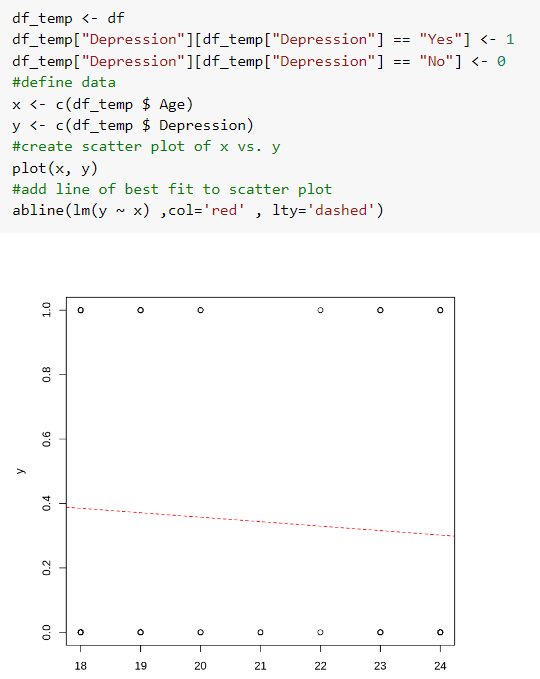 df_temp <- df
df_temp["Depression"][df_temp["Depression"] == "Yes"] <- 1
df_temp["Depression"][df_temp["Depression"] == "No"] <- 0
#define data
x <- c(df_temp $ Age)
y <- c(df_temp $ Depression)
#create scatter plot of x vs. y
plot(x, y)
#add line of best fit to scatter plot
abline(lm(y ~ x) ,col='red' , lty='dashed')
1.0
0.8
0.6
y
0.4
0.2
0.0
18 19 20 21 22 23 24